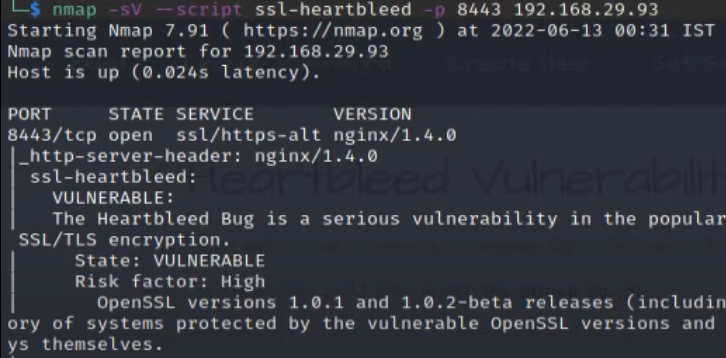 └─$ nmap -sV --script ssl-heartbleed -p 8443 192.168.29.93
Starting Nmap 7.91 ( https://nmap.org ) at 2022-06-13 00:31 IST
Nmap scan report for 192.168.29.93
Host is up (0.024s latency).
PORT     STATE SERVICE       VERSION
8443/tcp open  ssl/https-alt nginx/1.4.0
|_http-server-header: nginx/1.4.0
| ssl-heartbleed:
|   VULNERABLE:
|   The Heartbleed Bug is a serious vulnerability in the popular
SSL/TLS encryption.
|     State: VULNERABLE
|     Risk factor: High
|       OpenSSL versions 1.0.1 and 1.0.2-beta releases (includin
ory of systems protected by the vulnerable OpenSSL versions and
ys themselves.
Create User
Heartbleed Vulnerabilit